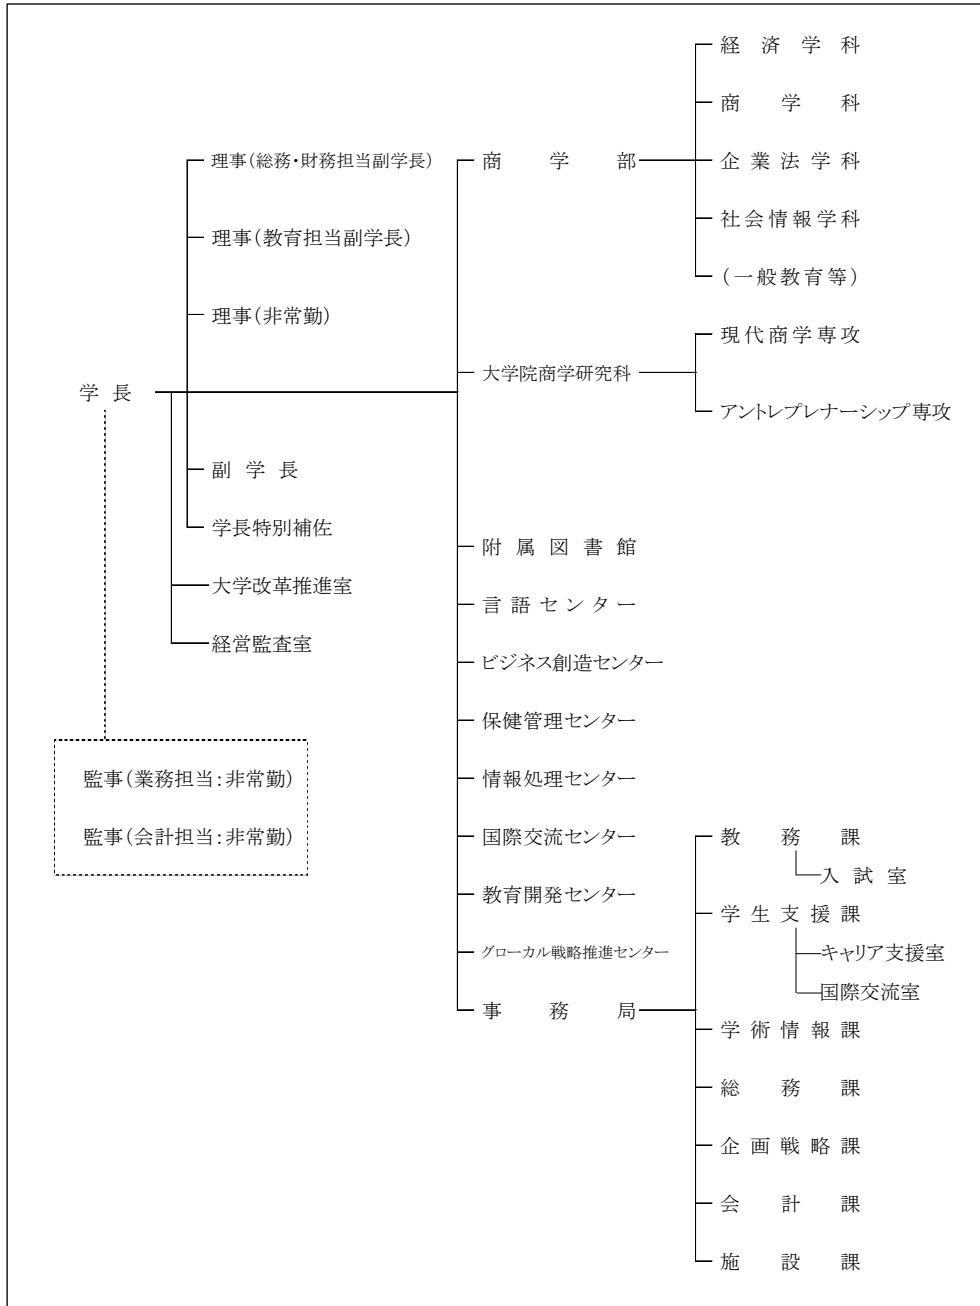 学長
理事(総務・財務担当副学長)
理事(教育担当副学長)
理事(非常勤)
副学長
学長特別補佐
大学改革推進室
経営監査室
監事(業務担当:非常勤)
監事(会計担当:非常勤)
商学部
経済学科
商学科
企業法学科
社会情報学科
(一般教育等)
大学院商学研究科
現代商学専攻
アントレプレナーシップ専攻
附属図書館
言語センター
ビジネス創造センター
保健管理センター
情報処理センター
国際交流センター
教育開発センター
グローカル戦略推進センター
事務局
教務課
入試室
学生支援課
キャリア支援室
国際交流室
学術情報課
総務課
企画戦略課
会計課
施設課